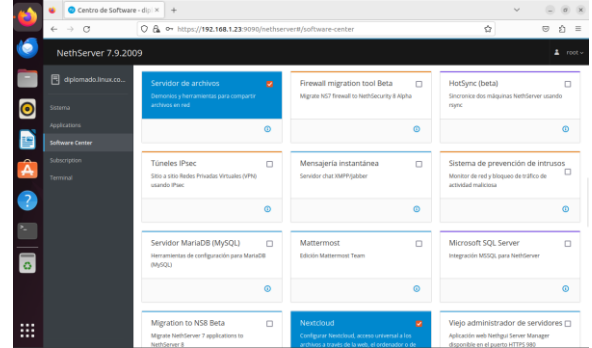 Centro de Software - dip
https://192.168.1.23:9090/nethserver#/software-center
NethServer 7.9.2009
root
diplomado.linux.co...
Sistema
Applications
Software Center
Subscription
Terminal
Servidor de archivos
Demonios y herramientas para compartir
archivos en red
Firewall migration tool Beta
Migrate NS7 firewall to NethSecurity 8 Alpha
HotSync (beta)
Sincronice dos máquinas NethServer usando
rsync
Túneles IPsec
Sitio a sitio Redes Privadas Virtuales (VPN)
usando IPsec
Mensajería instantánea
Servidor chat XMPP/Jabber
Sistema de prevención de intrusos
Monitor de red y bloqueo de tráfico de
actividad maliciosa
Servidor MariaDB (MySQL)
Herramientas de configuración para MariaDB
(MySQL)
Mattermost
Edición Mattermost Team
Microsoft SQL Server
Integración MSSQL para NethServer
Migration to NS8 Beta
Migrate NethServer 7 applications to
NethServer 8
Nextcloud
Configurar Nextcloud, acceso universal a los
archivos a través de la web, el ordenador o de
Viejo administrador de servidores
Aplicación web Nethgui Server Manager
disponible en el puerto HTTPS 980